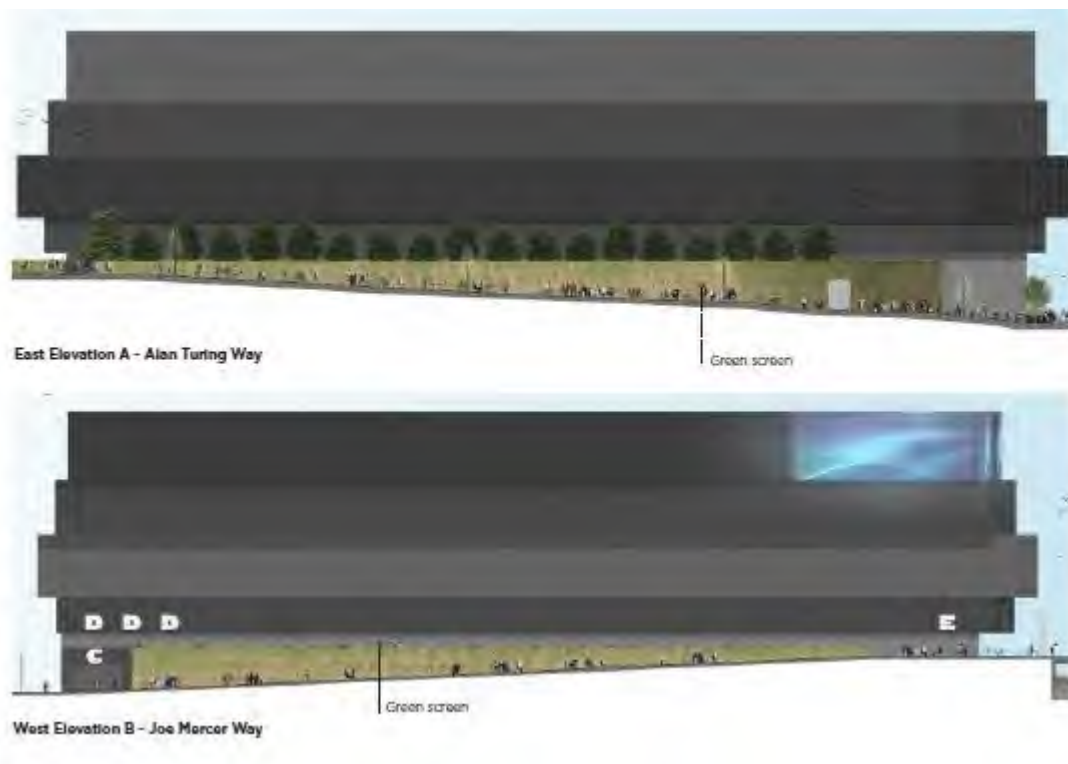 East Elevation A - Alan Turing Way
Green screen
D D D E
C
Green screen
West Elevation B - Joe Mercer Way